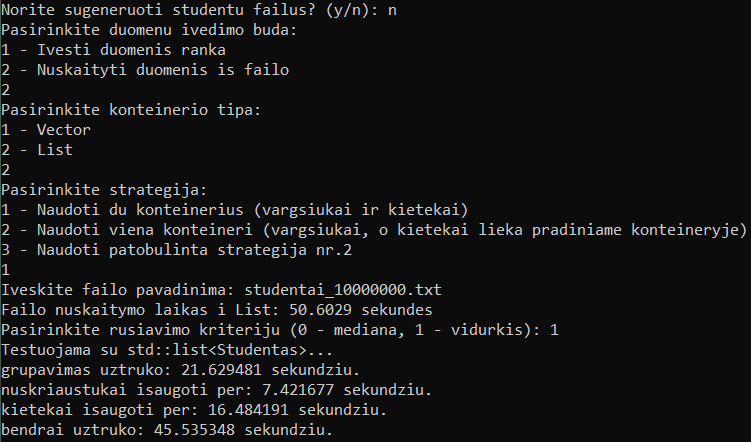 Norite sugeneruoti studentu failus? (y/n): n
Pasirinkite duomenu ivedimo buda:
1 - Ivesti duomenis ranka
2 - Nuskaityti duomenis is failo
2
Pasirinkite konteinerio tipa:
1 - Vector
2 - List
2
Pasirinkite strategija:
1 - Naudoti du konteinerius (vargsiukai ir kietekai)
2 - Naudoti viena konteineri (vargsiukai, o kietekai lieka pradiniame konteineryje)
3 - Naudoti patobulinta strategija nr.2
1
Iveskite failo pavadinima: studentai_10000000.txt
Failo nuskaitymo laikas i List: 50.6029 sekundes
Pasirinkite rusiavimo kriteriju (0 - mediana, 1 - vidurkis): 1
Testuojama su std::list<Studentas>...
grupavimas uztruko: 21.629481 sekundziu.
nuskriaustukai isaugoti per: 7.421677 sekundziu.
kietekai isaugoti per: 16.484191 sekundziu.
bendrai uztruko: 45.535348 sekundziu.